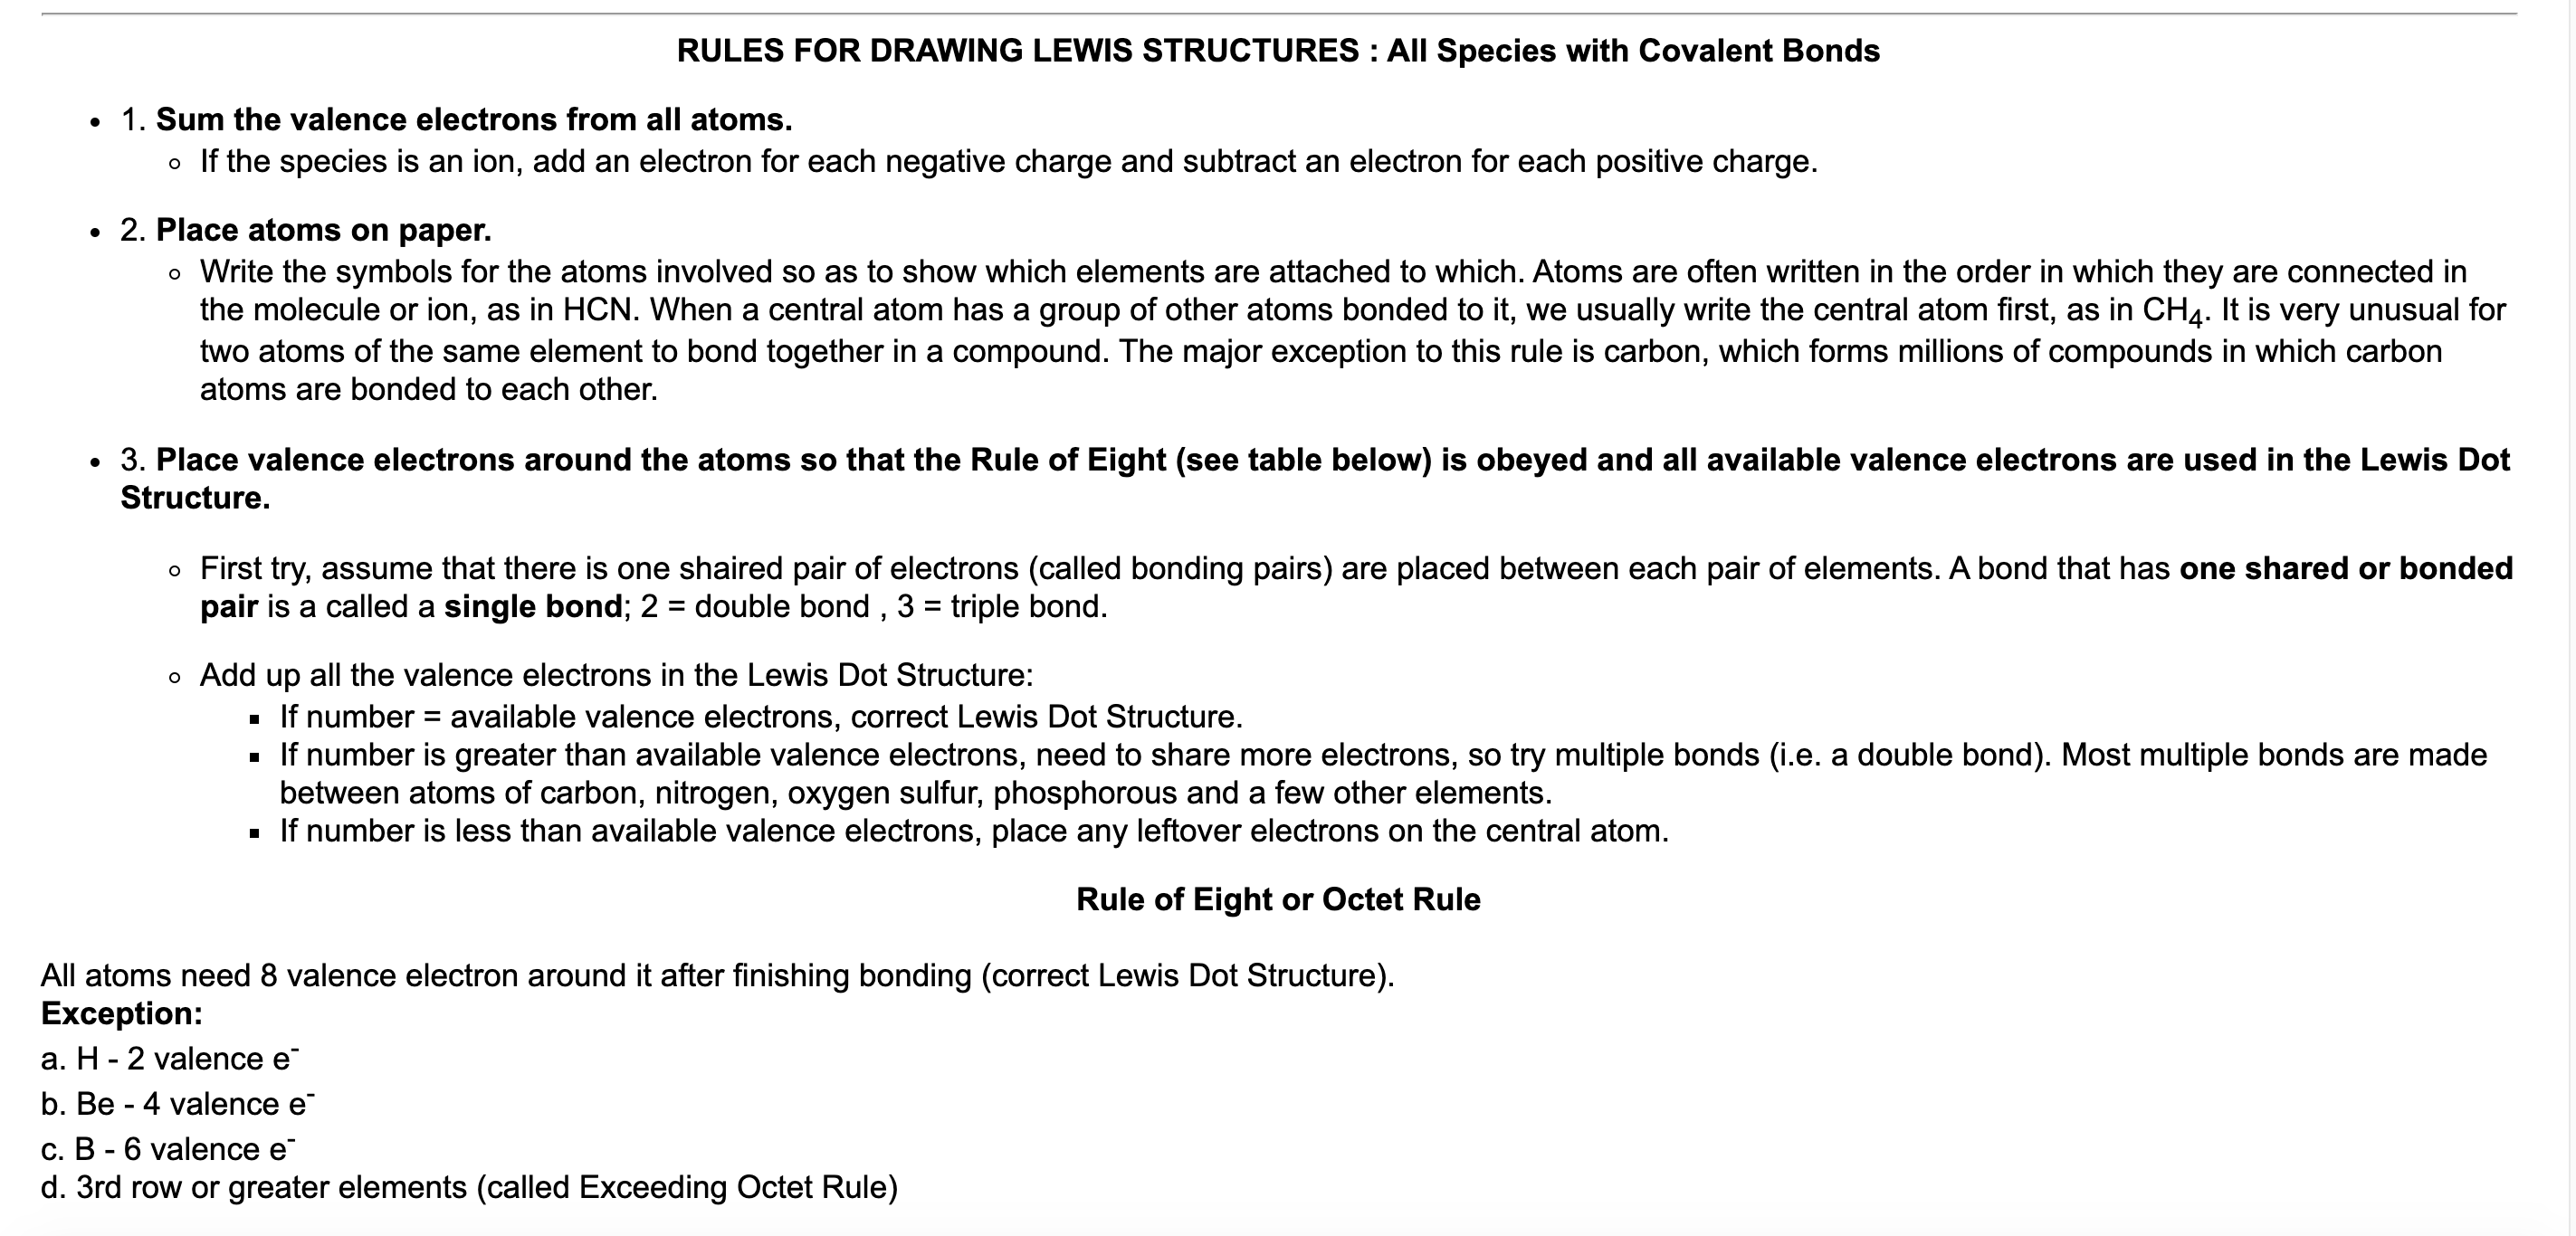 RULES FOR DRAWING LEWIS STRUCTURES : All Species with Covalent Bonds
• 1. Sum the valence electrons from all atoms.
◦ If the species is an ion, add an electron for each negative charge and subtract an electron for each positive charge.
• 2. Place atoms on paper.
◦ Write the symbols for the atoms involved so as to show which elements are attached to which. Atoms are often written in the order in which they are connected in
the molecule or ion, as in HCN. When a central atom has a group of other atoms bonded to it, we usually write the central atom first, as in CH₄. It is very unusual for
two atoms of the same element to bond together in a compound. The major exception to this rule is carbon, which forms millions of compounds in which carbon
atoms are bonded to each other.
• 3. Place valence electrons around the atoms so that the Rule of Eight (see table below) is obeyed and all available valence electrons are used in the Lewis Dot
Structure.
◦ First try, assume that there is one shaired pair of electrons (called bonding pairs) are placed between each pair of elements. A bond that has one shared or bonded
pair is a called a single bond; 2 = double bond , 3 = triple bond.
◦ Add up all the valence electrons in the Lewis Dot Structure:
▪ If number = available valence electrons, correct Lewis Dot Structure.
▪ If number is greater than available valence electrons, need to share more electrons, so try multiple bonds (i.e. a double bond). Most multiple bonds are made
between atoms of carbon, nitrogen, oxygen sulfur, phosphorous and a few other elements.
▪ If number is less than available valence electrons, place any leftover electrons on the central atom.
Rule of Eight or Octet Rule
All atoms need 8 valence electron around it after finishing bonding (correct Lewis Dot Structure).
Exception:
a. H - 2 valence e⁻
b. Be - 4 valence e⁻
c. B - 6 valence e⁻
d. 3rd row or greater elements (called Exceeding Octet Rule)